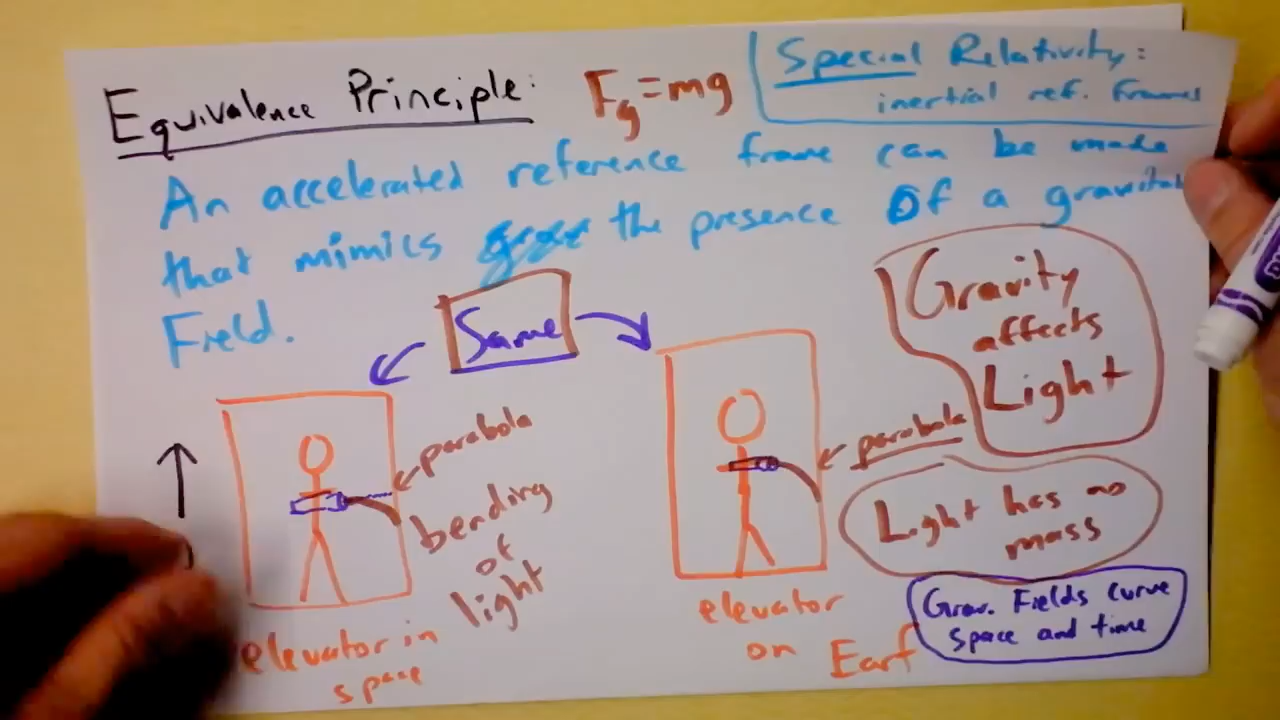 Equivalence Principle:
Fg=mg
Special Relativity:
inertial ref. Frames
An accelerated reference frame can be made
that mimics the presence of a gravitat
Field.
Same
Gravity
affects
Light
parabola
bending
of
light
parabola
Light has no
mass
elevator in
space
elevator
on Eart
Grav. Fields curve
space and time